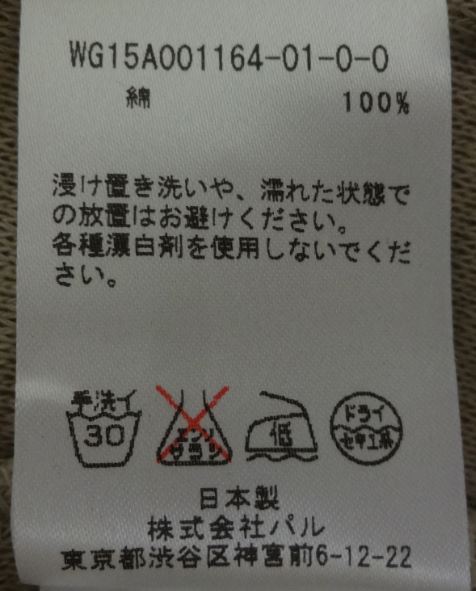 WG15A001164-01-0-0
綿 100%
浸け置き洗いや、濡れた状態で
の放置はお避けください。
各種漂白剤を使用しないでくだ
さい。
手洗イ
30
エンソ
サラシ
低
ドライ
セキユ系
日本製
株式会社パル
東京都渋谷区神宮前6-12-22